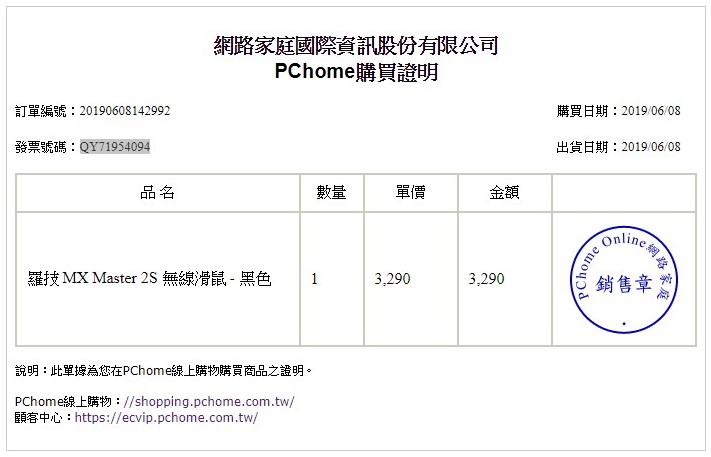 網路家庭國際資訊股份有限公司
PChome購買證明
訂單編號：20190608142992 購買日期：2019/06/08
發票號碼：QY71954094 出貨日期：2019/06/08
品 名 數量 單價 金額
羅技 MX Master 2S 無線滑鼠 - 黑色 1 3,290 3,290
PChome Online網路家庭
銷售章
說明：此單據為您在PChome線上購物購買商品之證明。
PChome線上購物：//shopping.pchome.com.tw/
顧客中心：https://ecvip.pchome.com.tw/